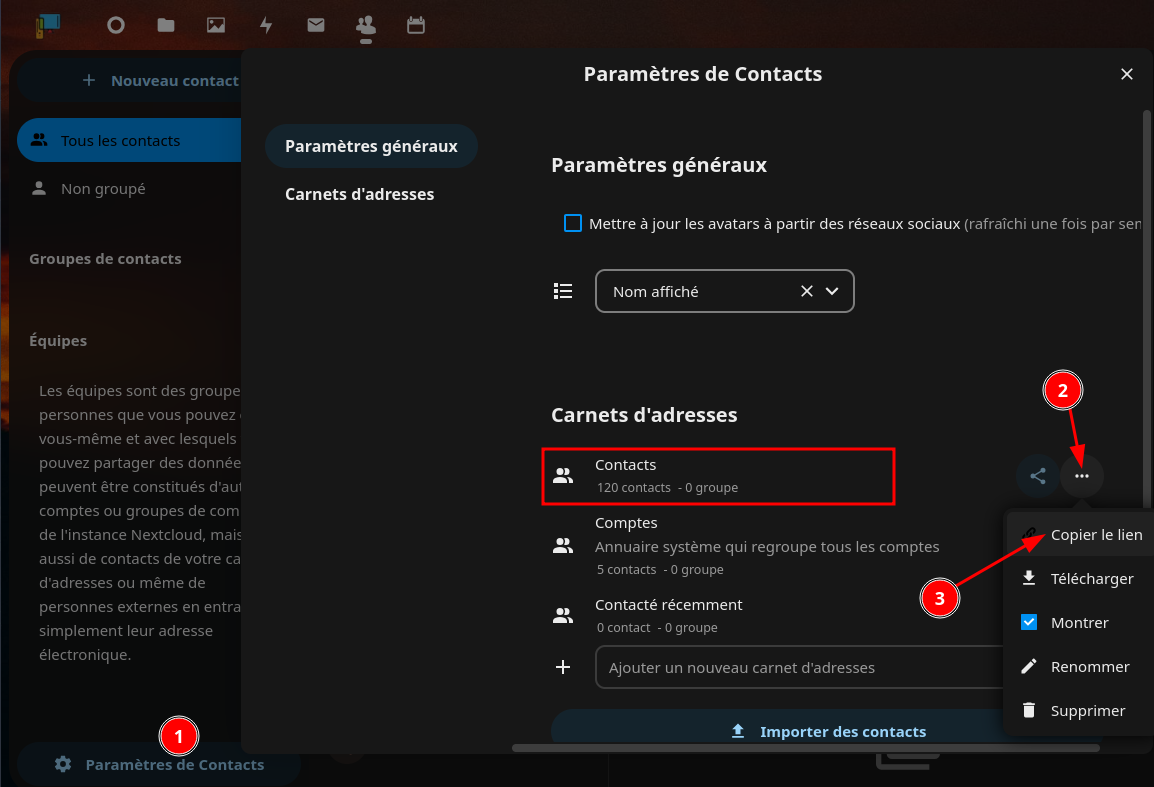 Paramètres de Contacts
Nouveau contact
Tous les contacts
Non groupé
Groupes de contacts
Équipes
Les équipes sont des groupe
personnes que vous pouvez
vous-même et avec lesquels
pouvez partager des donnée
peuvent être constitués d'aut
comptes ou groupes de com
de l'instance Nextcloud, mais
aussi de contacts de votre ca
d'adresses ou même de
personnes externes en entra
simplement leur adresse
électronique.
1
Paramètres de Contacts
Paramètres généraux
Carnets d'adresses
Paramètres généraux
Mettre à jour les avatars à partir des réseaux sociaux (rafraîchi une fois par sem
Nom affiché
Carnets d'adresses
2
Contacts
120 contacts - 0 groupe
Comptes
Annuaire système qui regroupe tous les comptes
5 contacts - 0 groupe
Contacté récemment
0 contact - 0 groupe
Ajouter un nouveau carnet d'adresses
Importer des contacts
3
Copier le lien
Télécharger
Montrer
Renommer
Supprimer